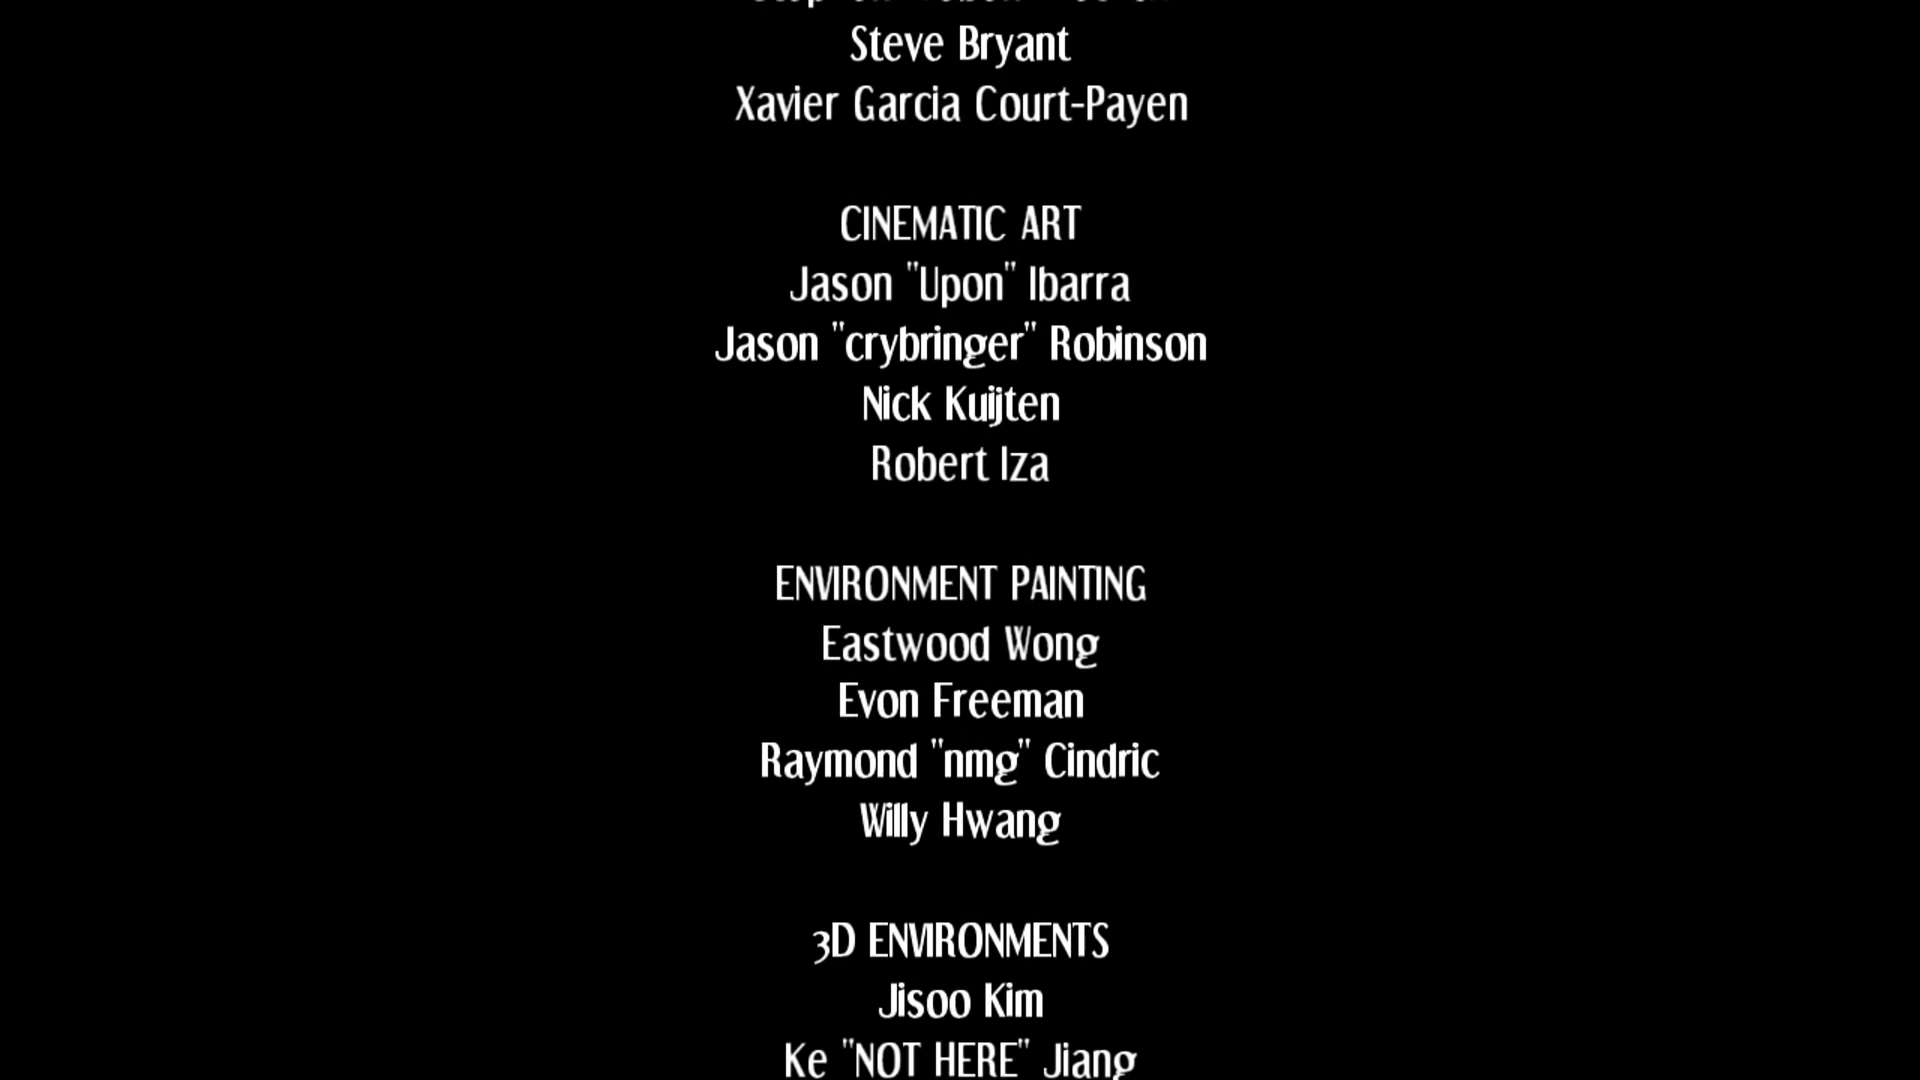 Steve Bryant
Xavier Garcia Court-Payen
CINEMATIC ART
Jason "Upon" Ibarra
Jason "crybringer" Robinson
Nick Kuijten
Robert Iza
ENVIRONMENT PAINTING
Eastwood Wong
Evon Freeman
Raymond "nmg" Cindric
Willy Hwang
3D ENVIRONMENTS
Jisoo Kim
Ke "NOT HERE" Jiang